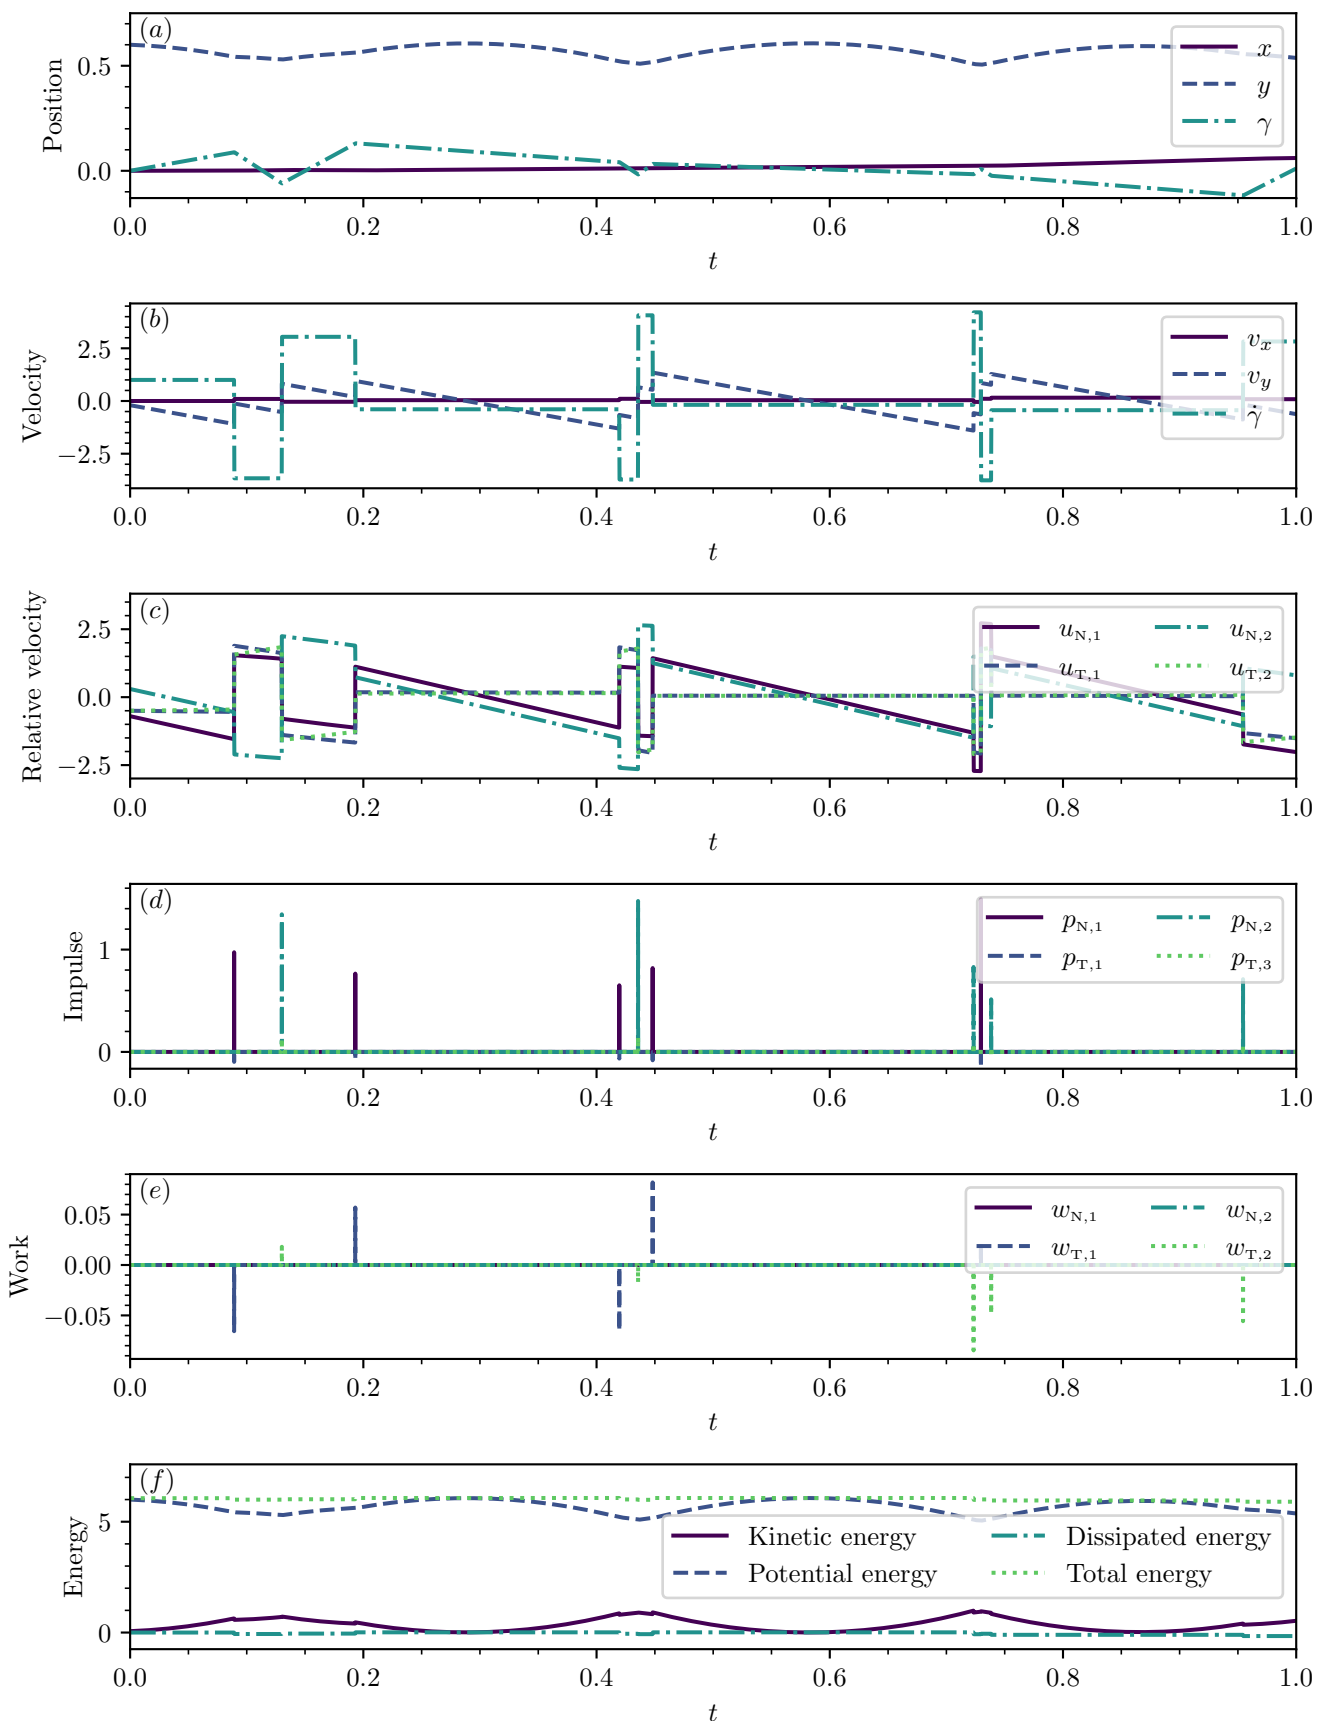 (a)
Position
0.5
0.0
x
y
γ
0.0 0.2 0.4 0.6 0.8 1.0
t
(b)
Velocity
2.5
0.0
−2.5
v_x
v_y
γ̇
0.0 0.2 0.4 0.6 0.8 1.0
t
(c)
Relative velocity
2.5
0.0
−2.5
u_N,1 u_N,2
u_T,1 u_T,2
0.0 0.2 0.4 0.6 0.8 1.0
t
(d)
Impulse
1
0
p_N,1 p_N,2
p_T,1 p_T,3
0.0 0.2 0.4 0.6 0.8 1.0
t
(e)
Work
0.05
0.00
−0.05
w_N,1 w_N,2
w_T,1 w_T,2
0.0 0.2 0.4 0.6 0.8 1.0
t
(f)
Energy
5
0
Kinetic energy Dissipated energy
Potential energy Total energy
0.0 0.2 0.4 0.6 0.8 1.0
t